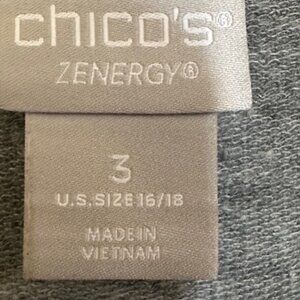 chico's®
ZENERGY®
3
U.S. SIZE 16/18
MADE IN
VIETNAM